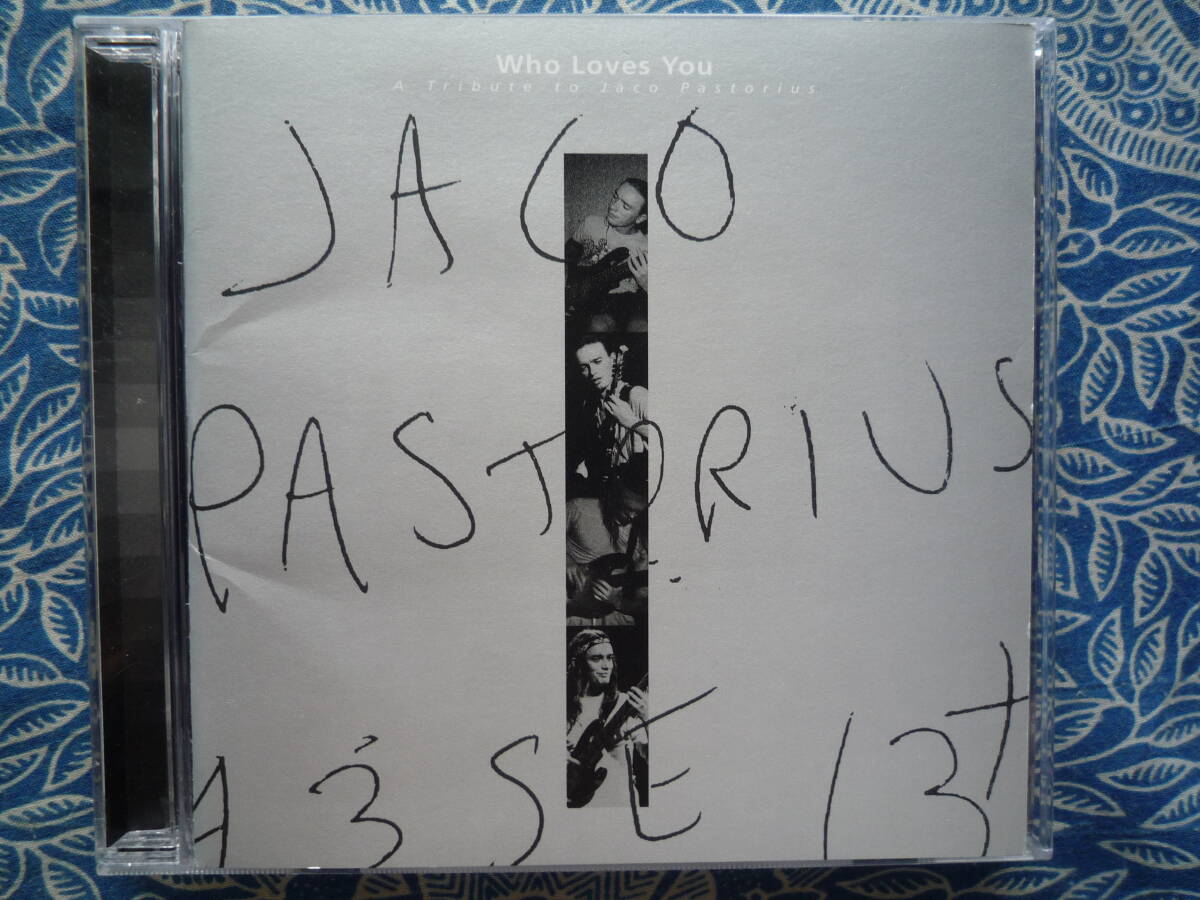 Who Loves You
A Tribute to Jaco Pastorius
JACO
PASTORIUS